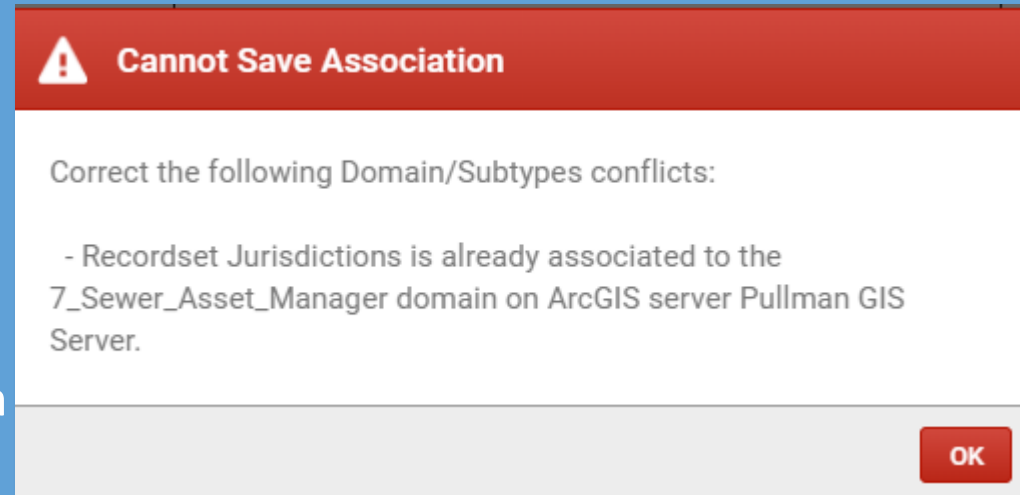 Cannot Save Association
Correct the following Domain/Subtypes conflicts:
- Recordset Jurisdictions is already associated to the
7_Sewer_Asset_Manager domain on ArcGIS server Pullman GIS
Server.
OK